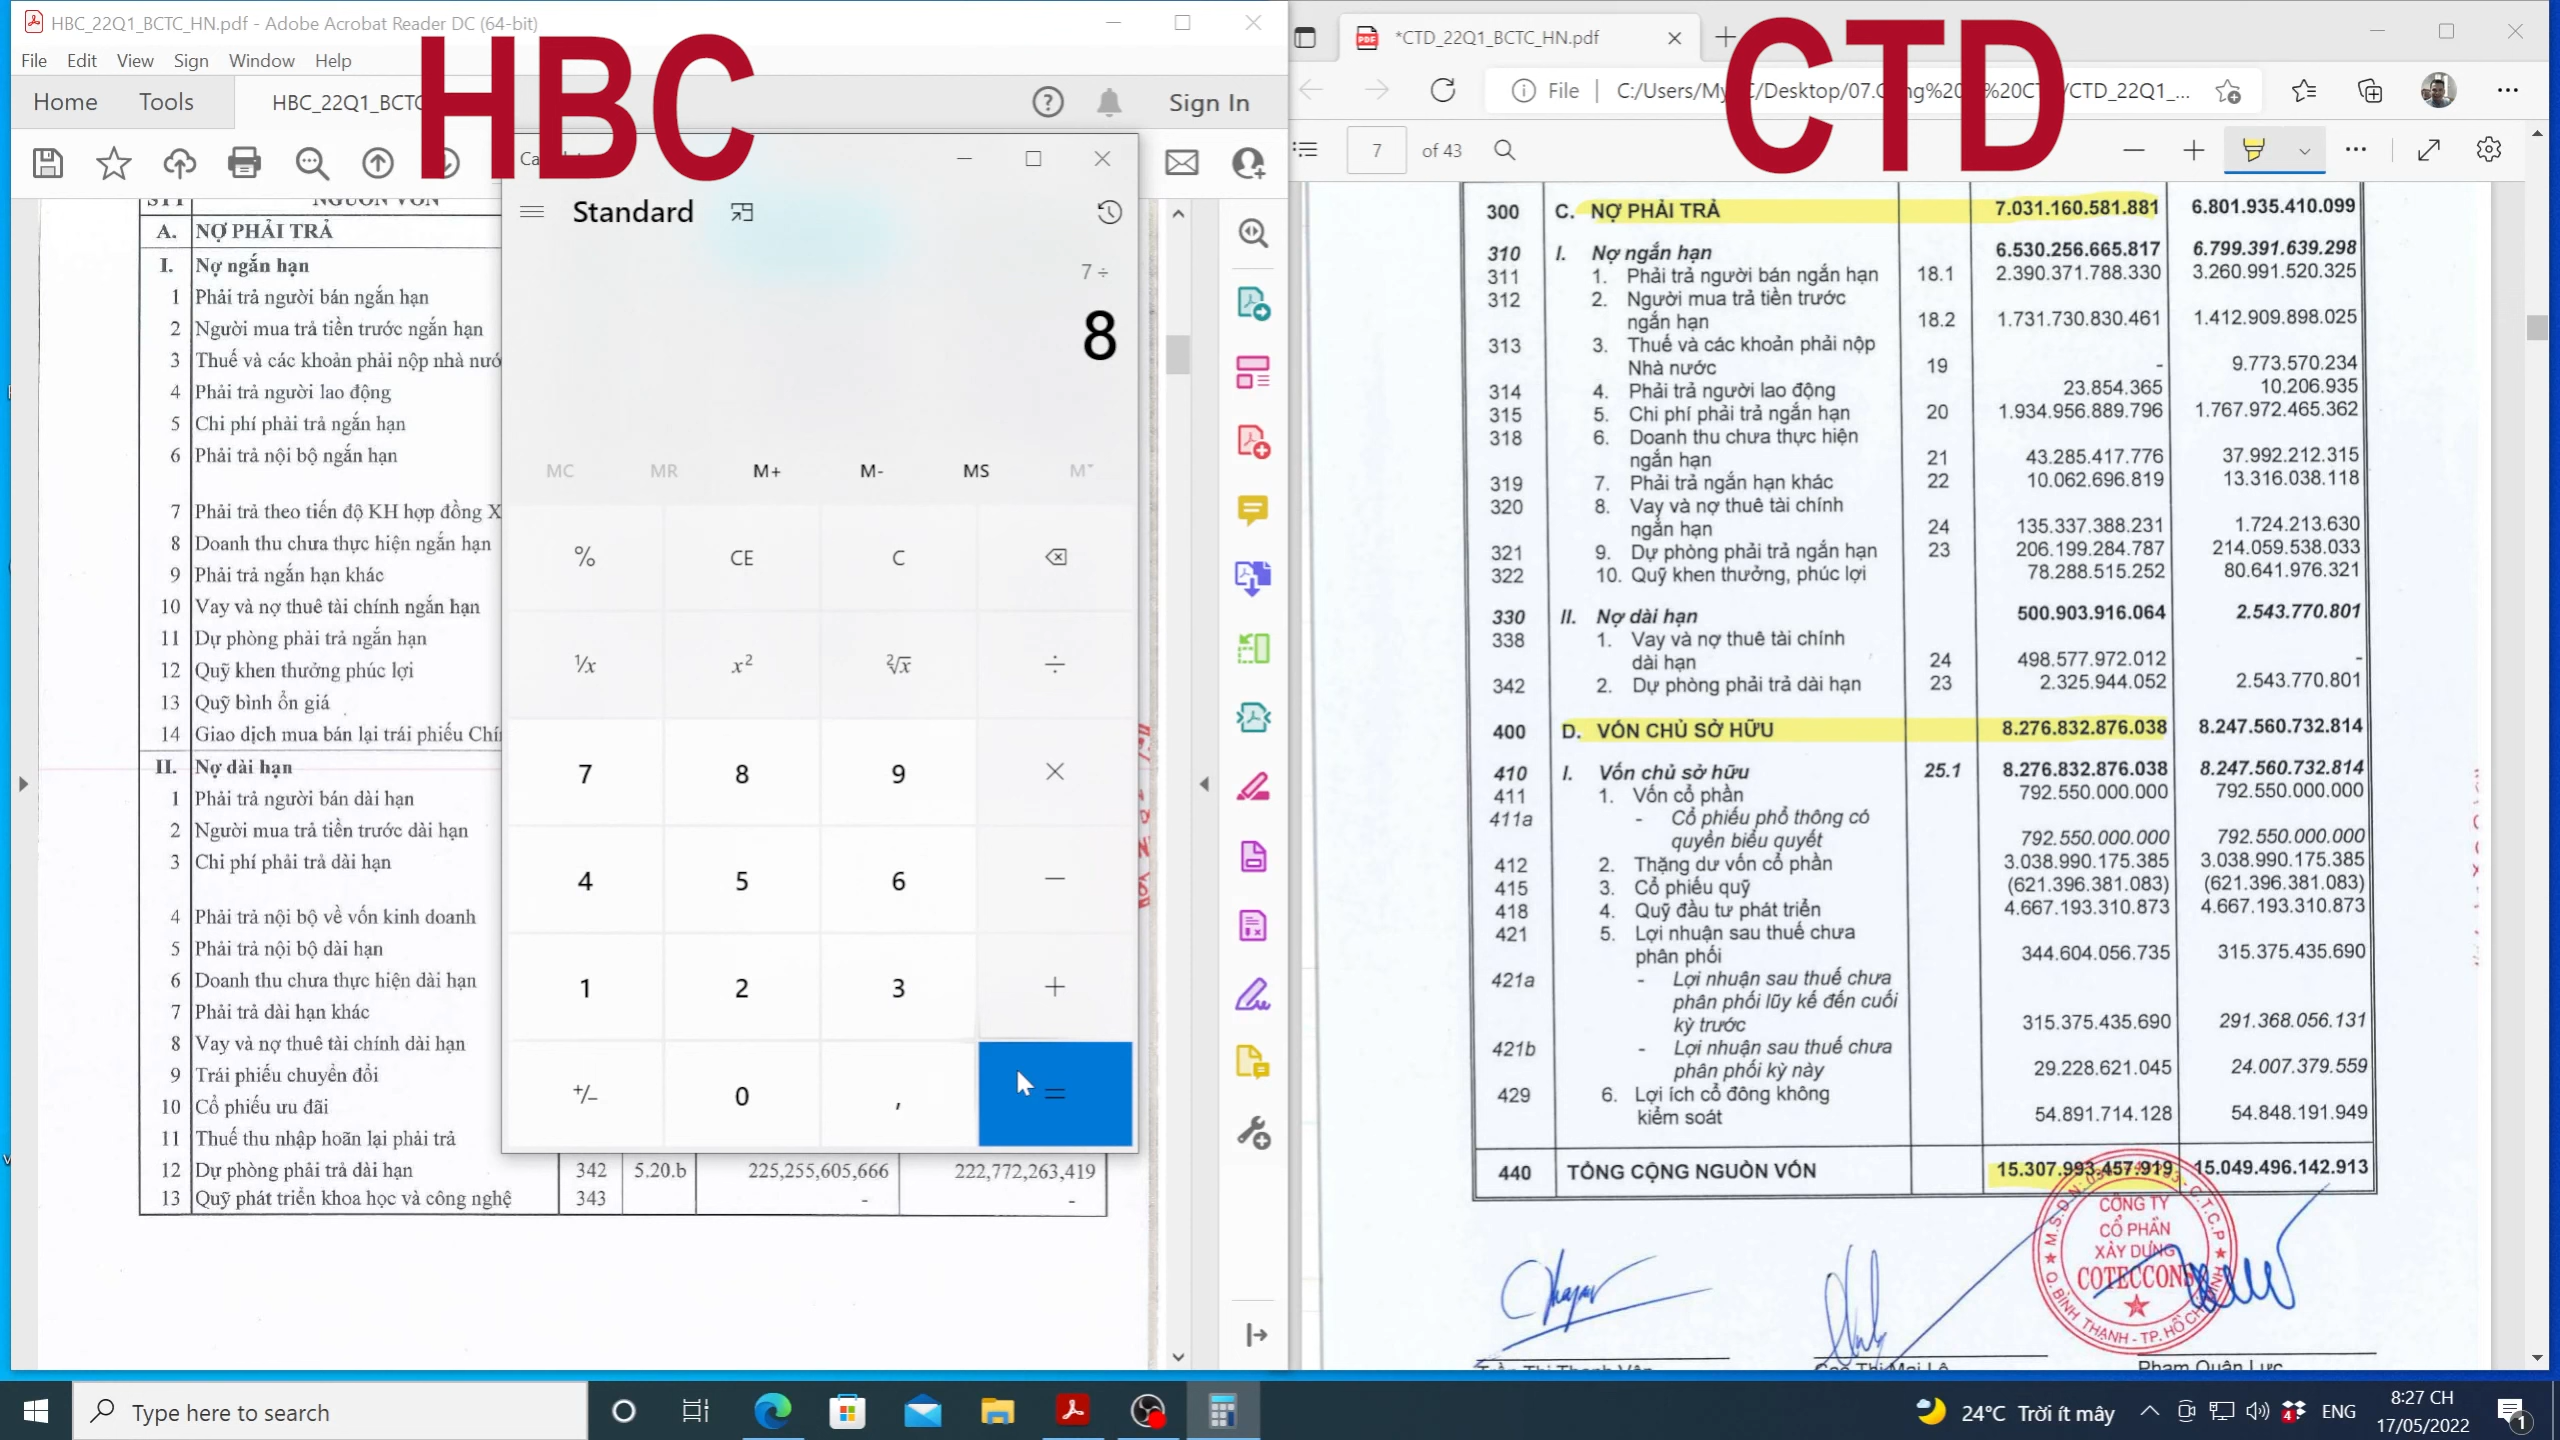 HBC_22Q1_BCTC_HN.pdf - Adobe Acrobat Reader DC (64-bit)
File Edit View Sign Window Help
Home Tools HBC_22Q1_BCTC
Sign In
HBC
Standard
7 ÷
8
MC MR M+ M- MS M˅
% CE C
⅟x x² ²√x ÷
7 8 9 ×
4 5 6 −
1 2 3 +
+/− 0 , =
STT NGUỒN VỐN
A. NỢ PHẢI TRẢ
I. Nợ ngắn hạn
1 Phải trả người bán ngắn hạn
2 Người mua trả tiền trước ngắn hạn
3 Thuế và các khoản phải nộp nhà nướ
4 Phải trả người lao động
5 Chi phí phải trả ngắn hạn
6 Phải trả nội bộ ngắn hạn
7 Phải trả theo tiến độ KH hợp đồng X
8 Doanh thu chưa thực hiện ngắn hạn
9 Phải trả ngắn hạn khác
10 Vay và nợ thuê tài chính ngắn hạn
11 Dự phòng phải trả ngắn hạn
12 Quỹ khen thưởng phúc lợi
13 Quỹ bình ổn giá
14 Giao dịch mua bán lại trái phiếu Chí
II. Nợ dài hạn
1 Phải trả người bán dài hạn
2 Người mua trả tiền trước dài hạn
3 Chi phí phải trả dài hạn
4 Phải trả nội bộ về vốn kinh doanh
5 Phải trả nội bộ dài hạn
6 Doanh thu chưa thực hiện dài hạn
7 Phải trả dài hạn khác
8 Vay và nợ thuê tài chính dài hạn
9 Trái phiếu chuyển đổi
10 Cổ phiếu ưu đãi
11 Thuế thu nhập hoãn lại phải trả
12 Dự phòng phải trả dài hạn 342 5.20.b 225,255,605,666 222,772,263,419
13 Quỹ phát triển khoa học và công nghệ 343 - -
*CTD_22Q1_BCTC_HN.pdf
File C:/Users/My
C/Desktop/07.C
/CTD_22Q1_...
CTD
7 of 43
300 C. NỢ PHẢI TRẢ 7.031.160.581.881 6.801.935.410.099
310 I. Nợ ngắn hạn 6.530.256.665.817 6.799.391.639.298
311 1. Phải trả người bán ngắn hạn 18.1 2.390.371.788.330 3.260.991.520.325
312 2. Người mua trả tiền trước
ngắn hạn 18.2 1.731.730.830.461 1.412.909.898.025
313 3. Thuế và các khoản phải nộp
Nhà nước 19 - 9.773.570.234
314 4. Phải trả người lao động 23.854.365 10.206.935
315 5. Chi phí phải trả ngắn hạn 20 1.934.956.889.796 1.767.972.465.362
318 6. Doanh thu chưa thực hiện
ngắn hạn 21 43.285.417.776 37.992.212.315
319 7. Phải trả ngắn hạn khác 22 10.062.696.819 13.316.038.118
320 8. Vay và nợ thuê tài chính
ngắn hạn 24 135.337.388.231 1.724.213.630
321 9. Dự phòng phải trả ngắn hạn 23 206.199.284.787 214.059.538.033
322 10. Quỹ khen thưởng, phúc lợi 78.288.515.252 80.641.976.321
330 II. Nợ dài hạn 500.903.916.064 2.543.770.801
338 1. Vay và nợ thuê tài chính
dài hạn 24 498.577.972.012 -
342 2. Dự phòng phải trả dài hạn 23 2.325.944.052 2.543.770.801
400 D. VỐN CHỦ SỞ HỮU 8.276.832.876.038 8.247.560.732.814
410 I. Vốn chủ sở hữu 25.1 8.276.832.876.038 8.247.560.732.814
411 1. Vốn cổ phần 792.550.000.000 792.550.000.000
411a - Cổ phiếu phổ thông có
quyền biểu quyết 792.550.000.000 792.550.000.000
412 2. Thặng dư vốn cổ phần 3.038.990.175.385 3.038.990.175.385
415 3. Cổ phiếu quỹ (621.396.381.083) (621.396.381.083)
418 4. Quỹ đầu tư phát triển 4.667.193.310.873 4.667.193.310.873
421 5. Lợi nhuận sau thuế chưa
phân phối 344.604.056.735 315.375.435.690
421a - Lợi nhuận sau thuế chưa
phân phối lũy kế đến cuối
kỳ trước 315.375.435.690 291.368.056.131
421b - Lợi nhuận sau thuế chưa
phân phối kỳ này 29.228.621.045 24.007.379.559
429 6. Lợi ích cổ đông không
kiểm soát 54.891.714.128 54.848.191.949
440 TỔNG CỘNG NGUỒN VỐN 15.307.993.457.919 15.049.496.142.913
CÔNG TY
CỔ PHẦN
XÂY DỰNG
COTECCONS
Q. BÌNH THẠNH - TP. HỒ CHÍ MINH
Phạm Quân Lực
Type here to search
24°C Trời ít mây
ENG
8:27 CH
17/05/2022
4
1